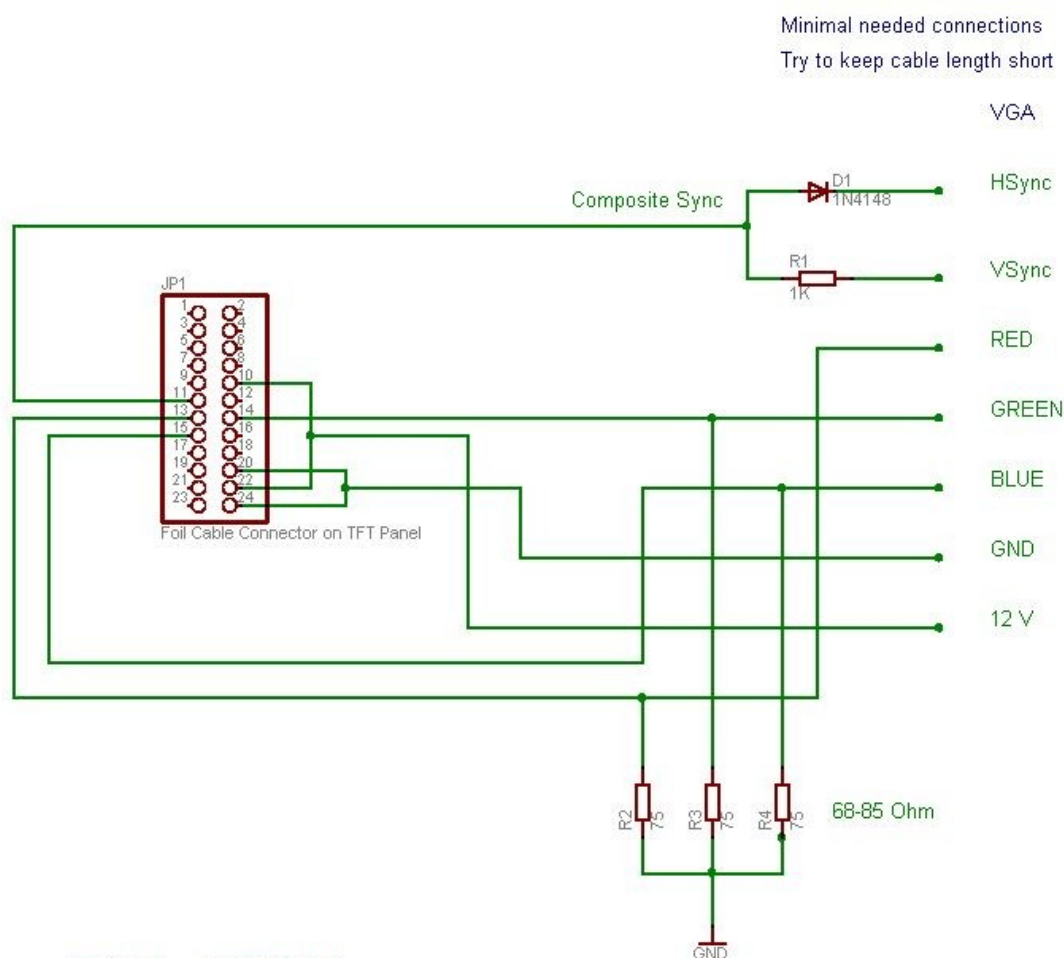 Minimal needed connections
Try to keep cable length short
VGA
D1
HSync
1N4148
Composite Sync
R1
VSync
1K
JP1
1 2
3 4
5 6
7 8
9 10
11 12
13 14
15 16
17 18
19 20
21 22
23 24
Foil Cable Connector on TFT Panel
RED
GREEN
BLUE
GND
12 V
R2 75
R3 75
R4 75
68-85 Ohm
GND